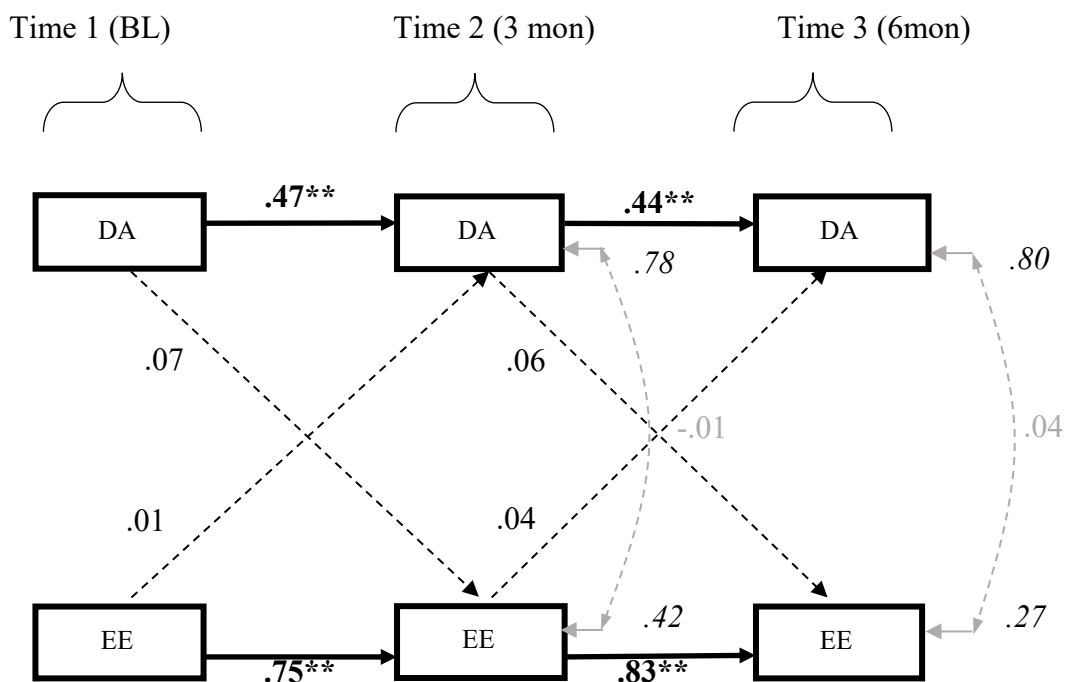 Time 1 (BL) Time 2 (3 mon) Time 3 (6mon)
.47** .44**
DA DA DA
.78 .80
.07 .06
-.01 .04
.01 .04
EE EE EE
.42 .27
.75** .83**